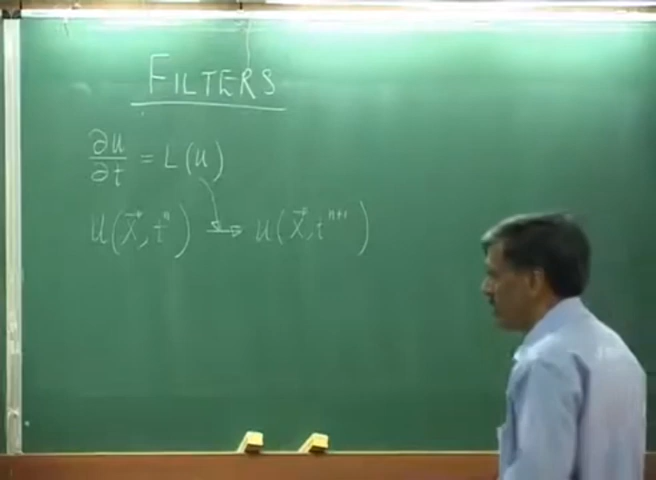 FILTERS
∂u/∂t = L(u)
u(x⃗, tⁿ) → u(x⃗, tⁿ⁺¹)